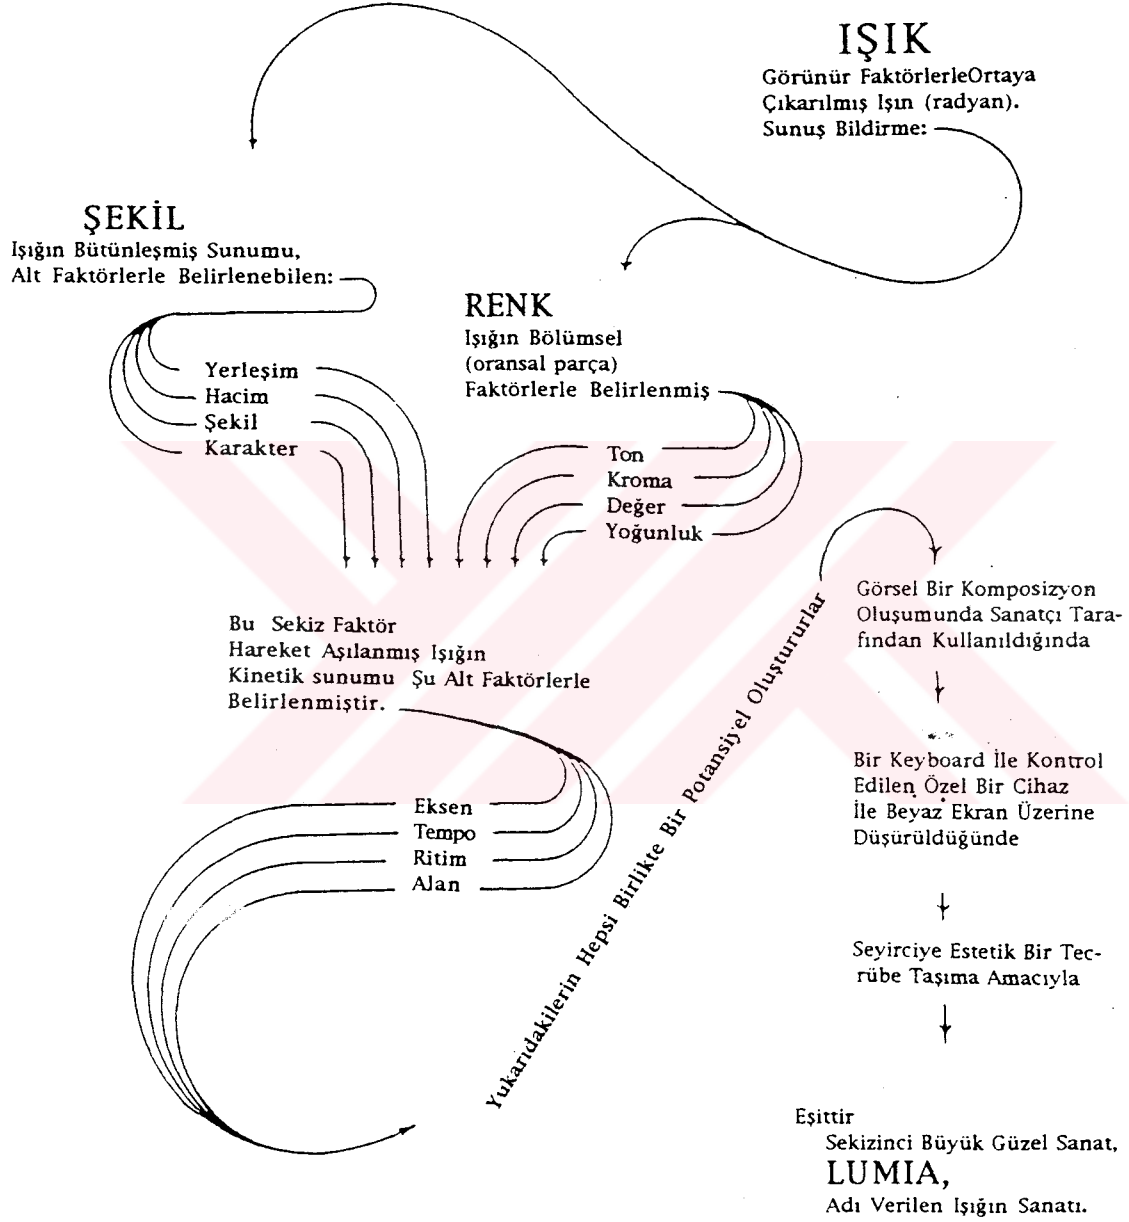 IŞIK
Görünür FaktörlerleOrtaya
Çıkarılmış Işın (radyan).
Sunuş Bildirme:
ŞEKİL
Işığın Bütünleşmiş Sunumu,
Alt Faktörlerle Belirlenebilen:
Yerleşim
Hacim
Şekil
Karakter
RENK
Işığın Bölümsel
(oransal parça)
Faktörlerle Belirlenmiş
Ton
Kroma
Değer
Yoğunluk
Bu Sekiz Faktör
Hareket Aşılanmış Işığın
Kinetik sunumu Şu Alt Faktörlerle
Belirlenmiştir.
Eksen
Tempo
Ritim
Alan
Yukarıdakilerin Hepsi Birlikte Bir Potansiyel Oluştururlar
Görsel Bir Komposizyon
Oluşumunda Sanatçı Tara-
fından Kullanıldığında
Bir Keyboard İle Kontrol
Edilen Özel Bir Cihaz
İle Beyaz Ekran Üzerine
Düşürüldüğünde
Seyirciye Estetik Bir Tec-
rübe Taşıma Amacıyla
Eşittir
Sekizinci Büyük Güzel Sanat,
LUMIA,
Adı Verilen Işığın Sanatı.